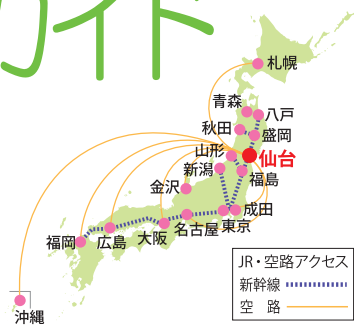 ガイド
札幌
青森
八戸
秋田
盛岡
山形
仙台
新潟
福島
金沢
成田
東京
名古屋
大阪
広島
福岡
沖縄
JR・空路アクセス
新幹線
空 路